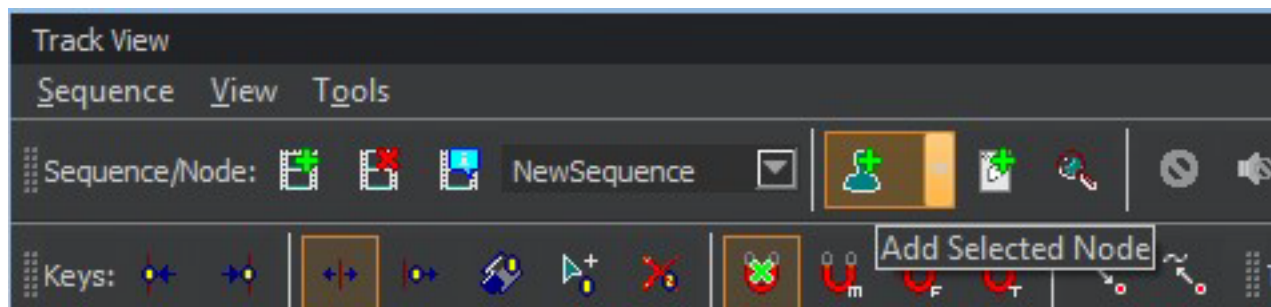 Track View
Sequence View Tools
Sequence/Node: NewSequence
Add Selected Node
Keys: